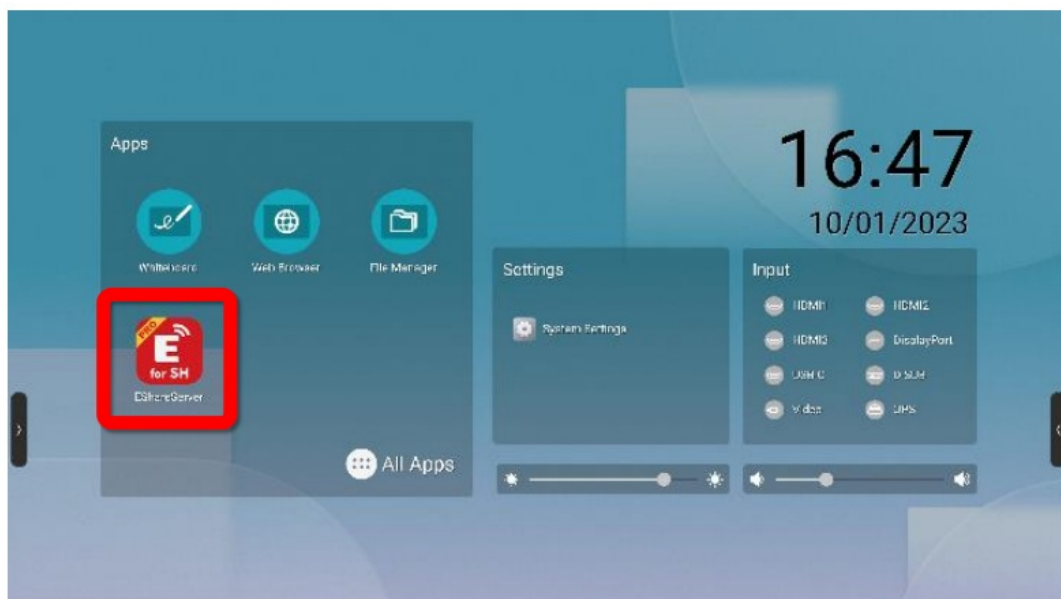 Apps
16:47
10/01/2023
Whiteboard
Web Browser
File Manager
Settings
Input
System Settings
HDMI1
HDMI2
HDMI3
DisplayPort
USB C
D SUB
Video
OPS
PRO
E
for SH
EShareServer
All Apps